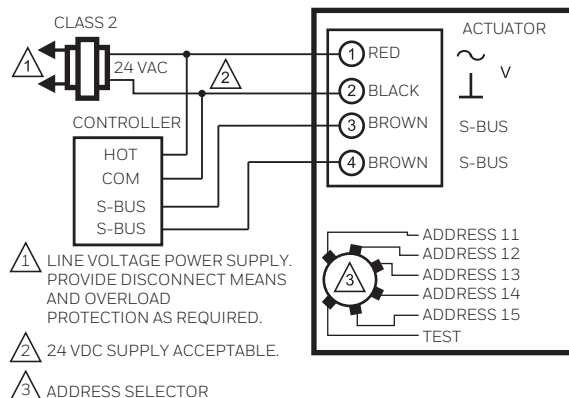 CLASS 2
1
24 VAC
2
CONTROLLER
HOT
COM
S-BUS
S-BUS
ACTUATOR
1 RED
V
2 BLACK
3 BROWN S-BUS
4 BROWN S-BUS
3
ADDRESS 11
ADDRESS 12
ADDRESS 13
ADDRESS 14
ADDRESS 15
TEST
1 LINE VOLTAGE POWER SUPPLY.
PROVIDE DISCONNECT MEANS
AND OVERLOAD
PROTECTION AS REQUIRED.
2 24 VDC SUPPLY ACCEPTABLE.
3 ADDRESS SELECTOR